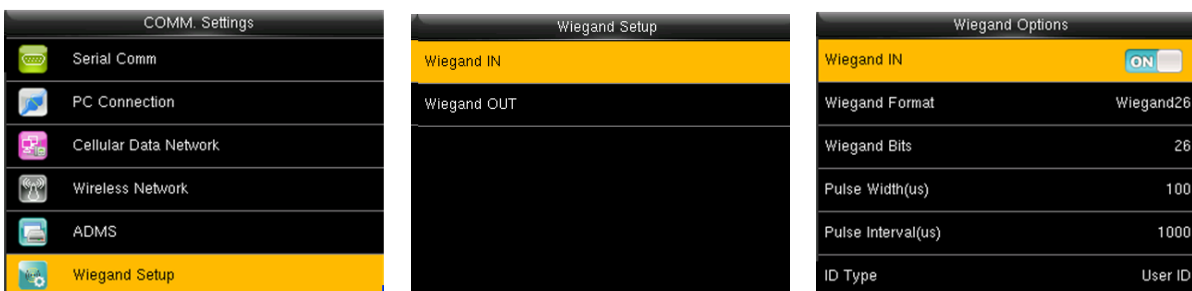 COMM. Settings
Serial Comm
PC Connection
Cellular Data Network
Wireless Network
ADMS
Wiegand Setup
Wiegand Setup
Wiegand IN
Wiegand OUT
Wiegand Options
Wiegand IN ON
Wiegand Format Wiegand26
Wiegand Bits 26
Pulse Width(us) 100
Pulse Interval(us) 1000
ID Type User ID